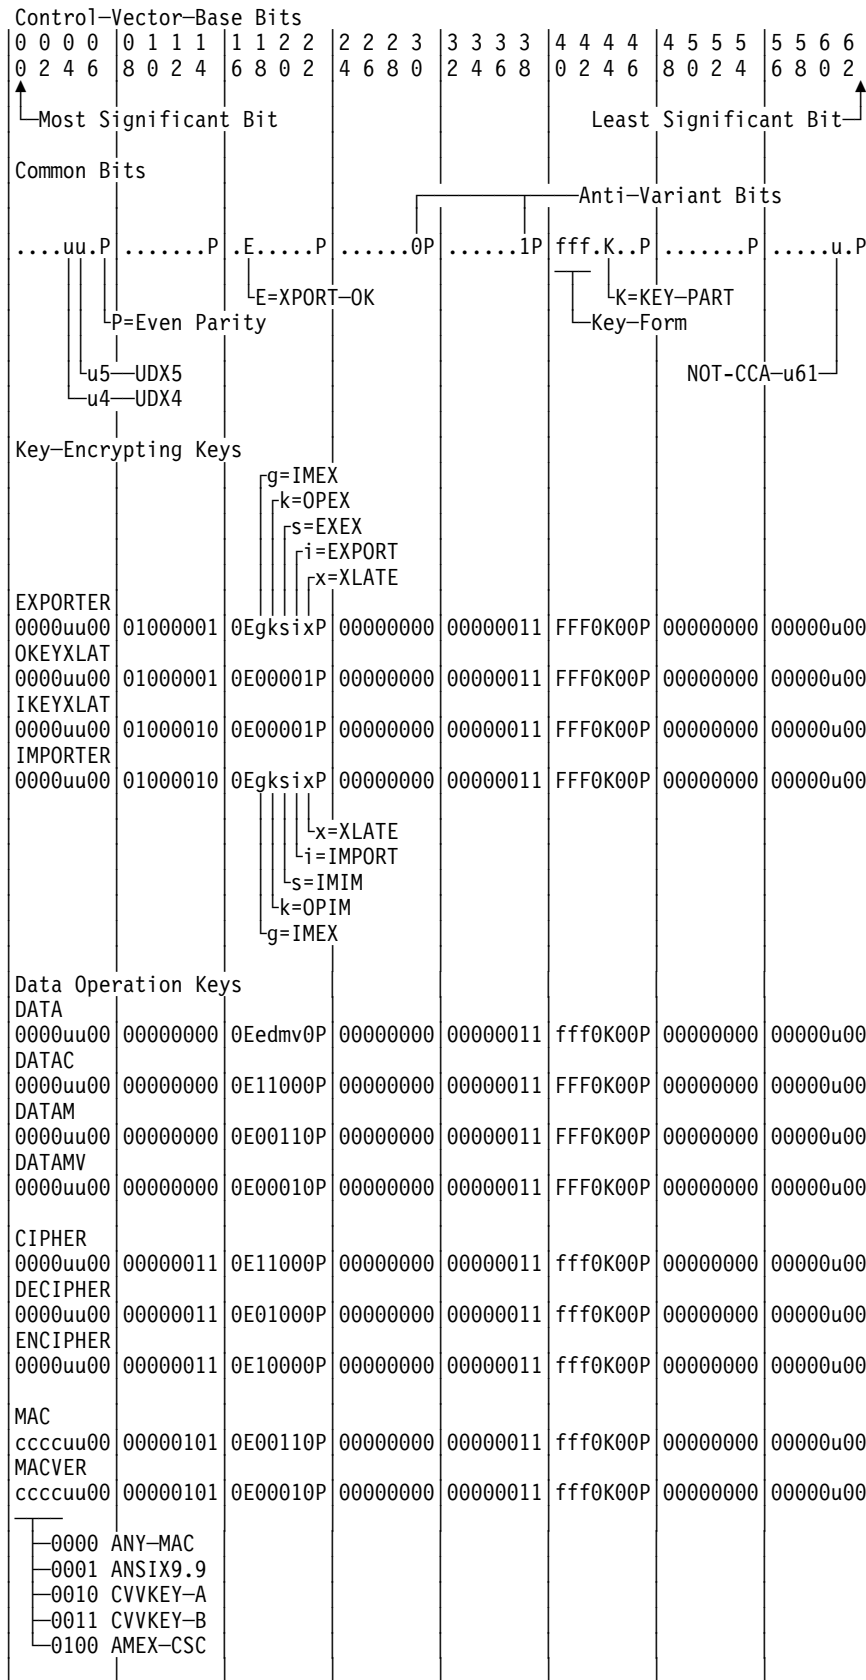 Control-Vector-Base Bits
0 0 0 0 0 1 1 1 1 1 2 2 2 2 2 3 3 3 3 3 4 4 4 4 4 5 5 5 5 5 6 6
0 2 4 6 8 0 2 4 6 8 0 2 4 6 8 0 2 4 6 8 0 2 4 6 8 0 2 4 6 8 0 2
Most Significant Bit Least Significant Bit
Common Bits
Anti-Variant Bits
....uu.P .......P .E.....P ......0P ......1P fff.K..P .......P .....u.P
E=XPORT-OK K=KEY-PART
P=Even Parity Key-Form
u5-UDX5 NOT-CCA-u61
u4-UDX4
Key-Encrypting Keys
g=IMEX
k=OPEX
s=EXEX
i=EXPORT
x=XLATE
EXPORTER
0000uu00 01000001 0EgksixP 00000000 00000011 FFF0K00P 00000000 00000u00
OKEYXLAT
0000uu00 01000001 0E00001P 00000000 00000011 FFF0K00P 00000000 00000u00
IKEYXLAT
0000uu00 01000010 0E00001P 00000000 00000011 FFF0K00P 00000000 00000u00
IMPORTER
0000uu00 01000010 0EgksixP 00000000 00000011 FFF0K00P 00000000 00000u00
x=XLATE
i=IMPORT
s=IMIM
k=OPIM
g=IMEX
Data Operation Keys
DATA
0000uu00 00000000 0Eedmv0P 00000000 00000011 fff0K00P 00000000 00000u00
DATAC
0000uu00 00000000 0E11000P 00000000 00000011 FFF0K00P 00000000 00000u00
DATAM
0000uu00 00000000 0E00110P 00000000 00000011 FFF0K00P 00000000 00000u00
DATAMV
0000uu00 00000000 0E00010P 00000000 00000011 FFF0K00P 00000000 00000u00
CIPHER
0000uu00 00000011 0E11000P 00000000 00000011 fff0K00P 00000000 00000u00
DECIPHER
0000uu00 00000011 0E01000P 00000000 00000011 fff0K00P 00000000 00000u00
ENCIPHER
0000uu00 00000011 0E10000P 00000000 00000011 fff0K00P 00000000 00000u00
MAC
ccccuu00 00000101 0E00110P 00000000 00000011 fff0K00P 00000000 00000u00
MACVER
ccccuu00 00000101 0E00010P 00000000 00000011 fff0K00P 00000000 00000u00
0000 ANY-MAC
0001 ANSIX9.9
0010 CVVKEY-A
0011 CVVKEY-B
0100 AMEX-CSC